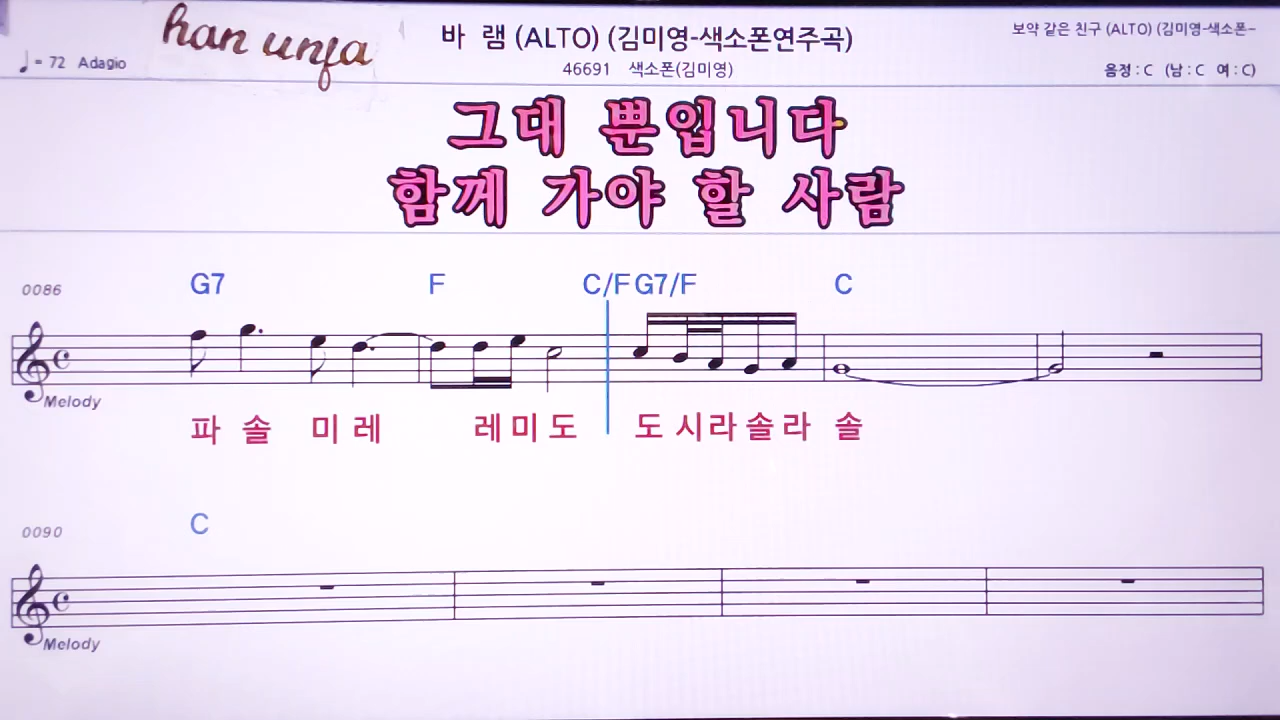 han unfa
바 램 (ALTO) (김미영-색소폰연주곡)
보약 같은 친구 (ALTO) (김미영-색소폰-
= 72 Adagio
46691 색소폰(김미영)
음정 : C (남 : C 여 : C)
그대 뿐입니다
함께 가야 할 사람
0086 G7 F C/F G7/F C
Melody
파 솔 미 레 레 미 도 도 시 라 솔 라 솔
0090 C
Melody